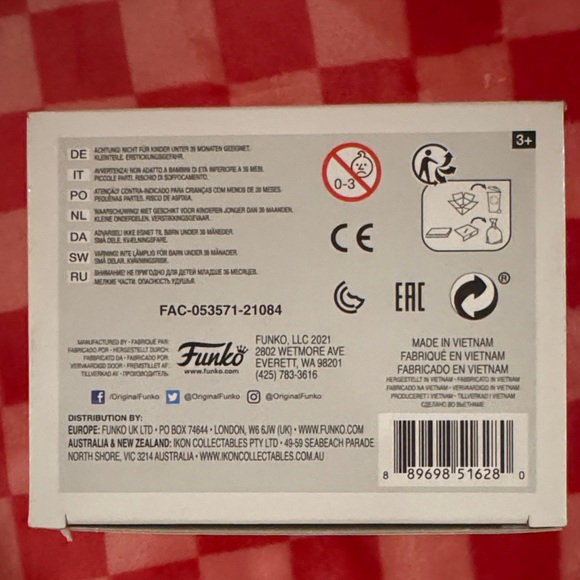 3+
DE ACHTUNG! NICHT FÜR KINDER UNTER 36 MONATEN GEEIGNET.
KLEINTEILE. ERSTICKUNGSGEFAHR.
IT AVVERTENZA! NON ADATTO A BAMBINI DI ETÀ INFERIORE A 36 MESI.
PICCOLE PARTI. RISCHIO DI SOFFOCAMENTO.
PO ATENÇÃO! CONTRA-INDICADO PARA CRIANÇAS COM MENOS DE 36 MESES.
PEQUENAS PARTES. RISCO DE ASFIXIA.
NL WAARSCHUWING! NIET GESCHIKT VOOR KINDEREN JONGER DAN 36 MAANDEN.
KLEINE ONDERDELEN. VERSTIKKINGSRISICO.
DA ADVARSEL! IKKE EGNET TIL BØRN UNDER 36 MÅNEDER.
SMÅ DELE. KVÆLNINGSFARE.
SW VARNING! INTE LÄMPLIG FÖR BARN UNDER 36 MÅNADER.
SMÅ DELAR. KVÄVNINGSRISK.
RU ВНИМАНИЕ! НЕ ПРИГОДНО ДЛЯ ДЕТЕЙ МЛАДШЕ 36 МЕСЯЦЕВ.
МЕЛКИЕ ЧАСТИ. ОПАСНОСТЬ УДУШЬЯ.
0-3
CE
EAC
®
FAC-053571-21084
MANUFACTURED BY • FABRIQUÉ PAR
FABRICADO POR • HERGESTELLT DURCH
FABBRICATO DA • FABRICADO POR
VERVAARDIGD DOOR • FREMSTILLET AF
TILLVERKAD AV • ПРОИЗВОДИТЕЛЬ
Funko
www.funko.com
FUNKO, LLC 2021
2802 WETMORE AVE
EVERETT, WA 98201
(425) 783-3616
/OriginalFunko @OriginalFunko @OriginalFunko
MADE IN VIETNAM
FABRIQUÉ EN VIETNAM
FABRICADO EN VIETNAM
HERGESTELLT IN VIETNAM • FABBRICATO IN VIETNAM
FABRICADO NA VIETNAM • VERVAARDIGD IN VIETNAM
PRODUCERET I VIETNAM • TILLVERKAD I VIETNAM
СДЕЛАНО ВО ВЬЕТНАМЕ
DISTRIBUTION BY:
EUROPE: FUNKO UK LTD • PO BOX 74644 • LONDON, W6 6JW (UK) • WWW.FUNKO.COM
AUSTRALIA & NEW ZEALAND: IKON COLLECTABLES PTY LTD • 49-59 SEABEACH PARADE
NORTH SHORE, VIC 3214 AUSTRALIA • WWW.IKONCOLLECTABLES.COM.AU
8 89698 51628 0